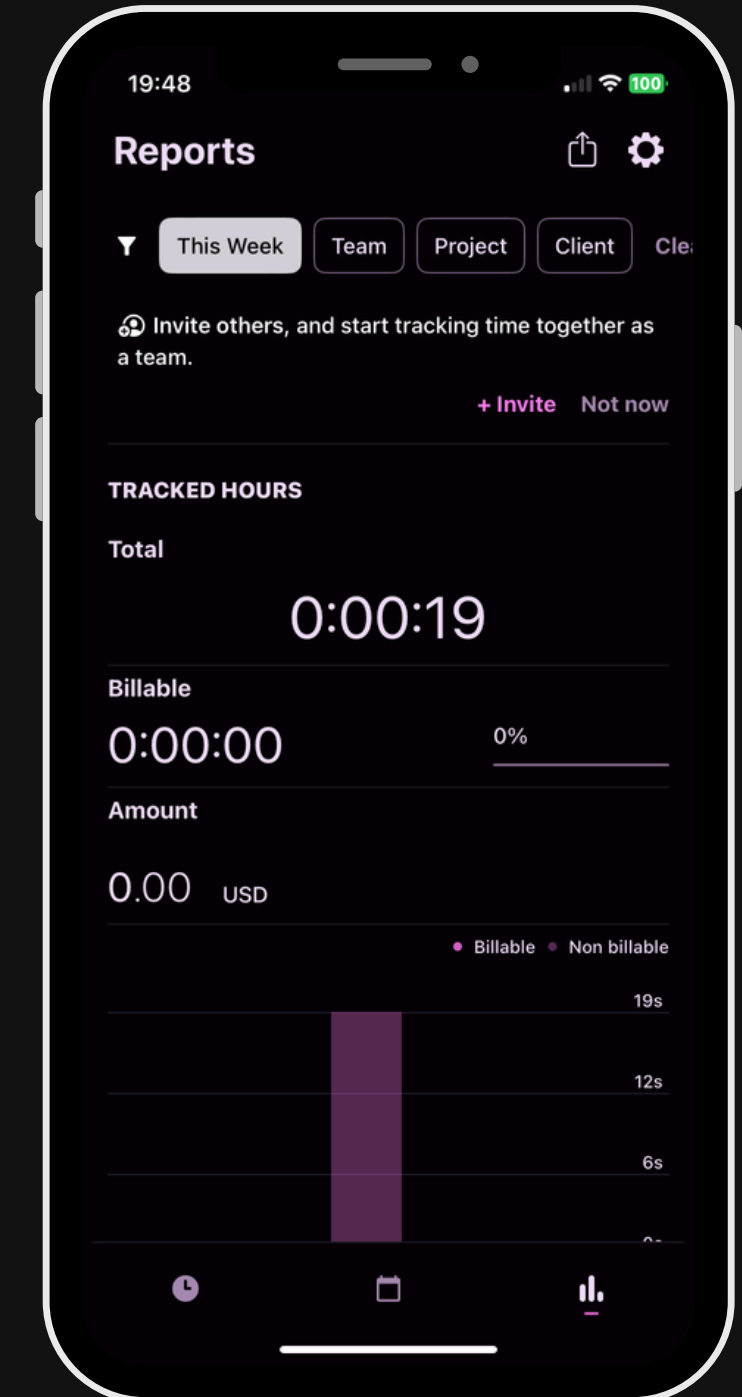 19:48
100
Reports
This Week
Team
Project
Client
Invite others, and start tracking time together as
a team.
+ Invite Not now
TRACKED HOURS
Total
0:00:19
Billable
0:00:00
0%
Amount
0.00 USD
Billable Non billable
19s
12s
6s